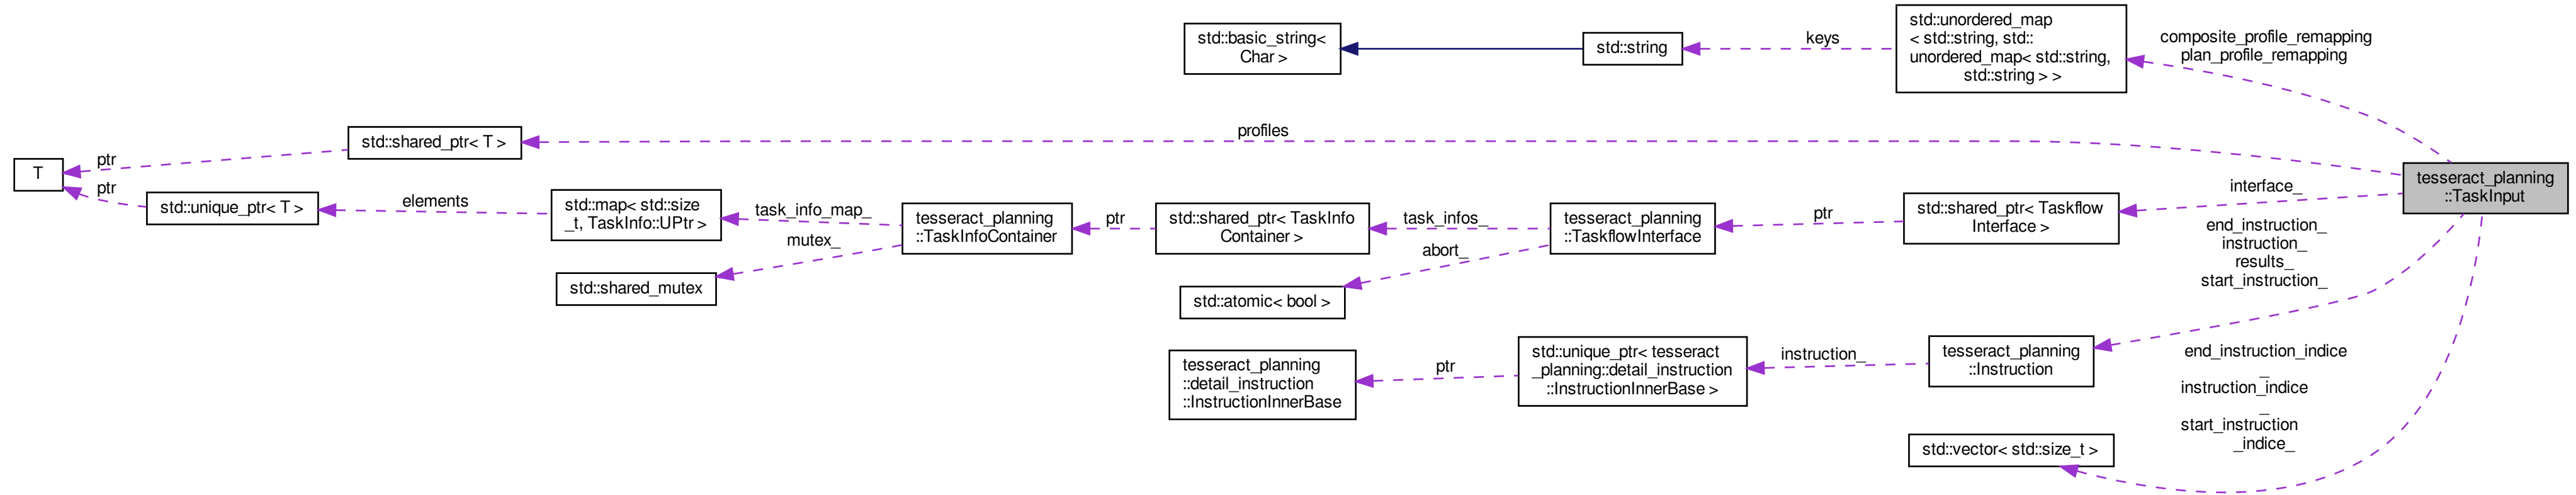 std::basic_string<
Char >
std::string
keys
std::unordered_map
< std::string, std::
unordered_map< std::string,
std::string > >
composite_profile_remapping
plan_profile_remapping
T
ptr
ptr
std::shared_ptr< T >
profiles
std::unique_ptr< T >
elements
std::map< std::size
_t, TaskInfo::UPtr >
task_info_map_
mutex_
std::shared_mutex
tesseract_planning
::TaskInfoContainer
ptr
std::shared_ptr< TaskInfo
Container >
task_infos_
abort_
std::atomic< bool >
tesseract_planning
::TaskflowInterface
ptr
std::shared_ptr< Taskflow
Interface >
interface_
tesseract_planning
::TaskInput
end_instruction_
instruction_
results_
start_instruction_
tesseract_planning
::detail_instruction
::InstructionInnerBase
ptr
std::unique_ptr< tesseract
_planning::detail_instruction
::InstructionInnerBase >
instruction_
tesseract_planning
::Instruction
end_instruction_indice
_
instruction_indice
_
start_instruction
_indice_
std::vector< std::size_t >